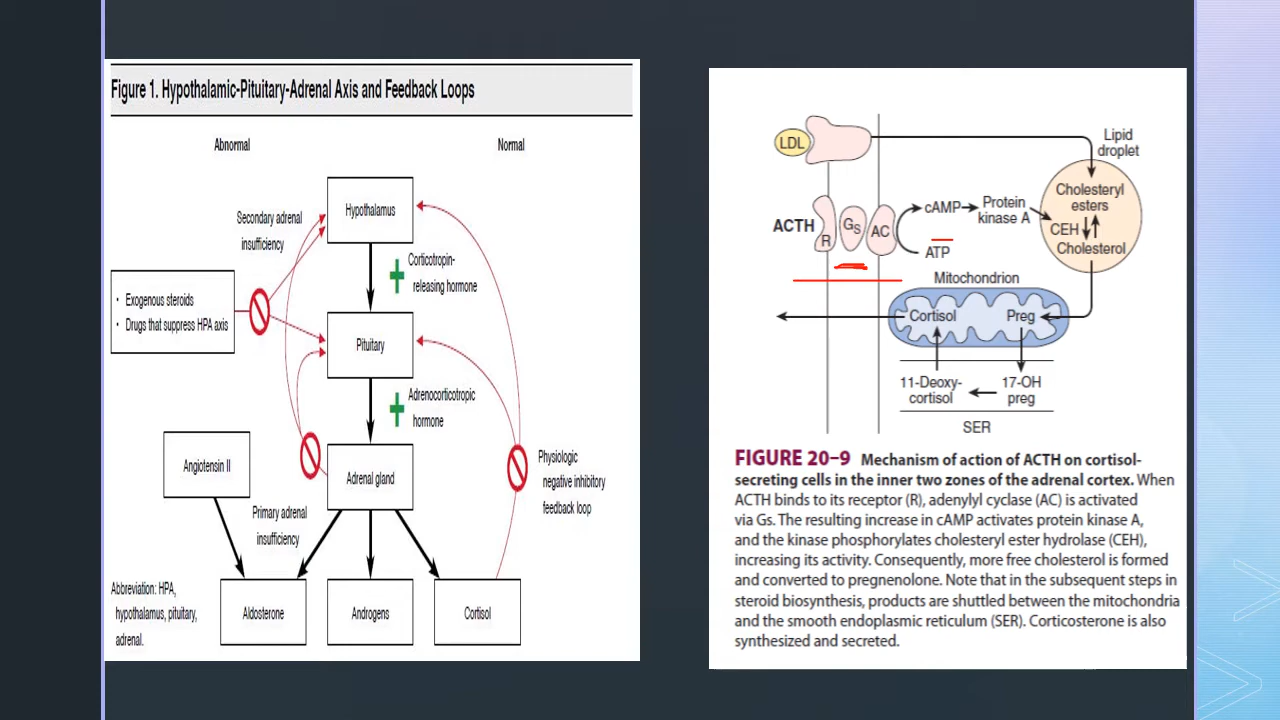 Figure 1. Hypothalamic-Pituitary-Adrenal Axis and Feedback Loops
Abnormal
Normal
Hypothalamus
Secondary adrenal
insufficiency
Corticotropin-
releasing hormone
• Exogenous steroids
• Drugs that suppress HPA axis
Pituitary
Adrenocorticotropic
hormone
Angiotensin II
Adrenal gland
Physiologic
negative inhibitory
feedback loop
Primary adrenal
insufficiency
Abbreviation: HPA,
hypothalamus, pituitary,
adrenal.
Aldosterone
Androgens
Cortisol
LDL
Lipid
droplet
Cholesteryl
esters
CEH
Cholesterol
ACTH
R
Gs
AC
cAMP
Protein
kinase A
ATP
Mitochondrion
Cortisol
Preg
11-Deoxy-
cortisol
17-OH
preg
SER
FIGURE 20–9 Mechanism of action of ACTH on cortisol-
secreting cells in the inner two zones of the adrenal cortex. When
ACTH binds to its receptor (R), adenylyl cyclase (AC) is activated
via Gs. The resulting increase in cAMP activates protein kinase A,
and the kinase phosphorylates cholesteryl ester hydrolase (CEH),
increasing its activity. Consequently, more free cholesterol is formed
and converted to pregnenolone. Note that in the subsequent steps in
steroid biosynthesis, products are shuttled between the mitochondria
and the smooth endoplasmic reticulum (SER). Corticosterone is also
synthesized and secreted.